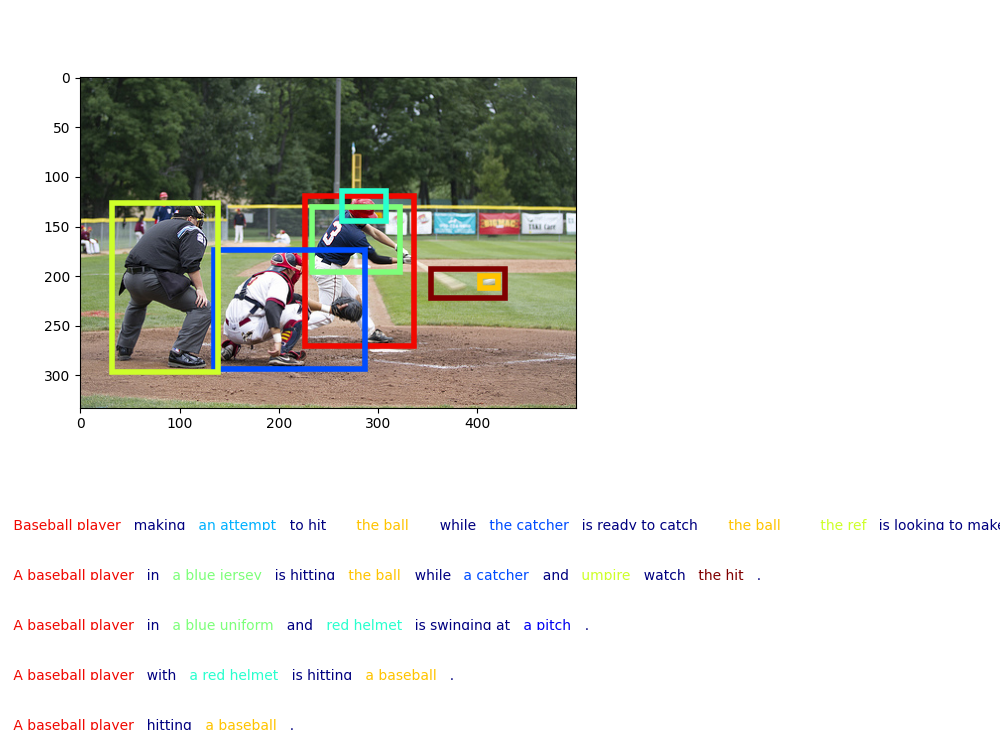 0
50
100
150
200
250
300
0 100 200 300 400
3
TAKE
Baseball player making an attempt to hit the ball while the catcher is ready to catch the ball the ref is looking to make
A baseball player in a blue jersey is hitting the ball while a catcher and umpire watch the hit .
A baseball player in a blue uniform and red helmet is swinging at a pitch .
A baseball player with a red helmet is hitting a baseball .
A baseball player hitting a baseball .